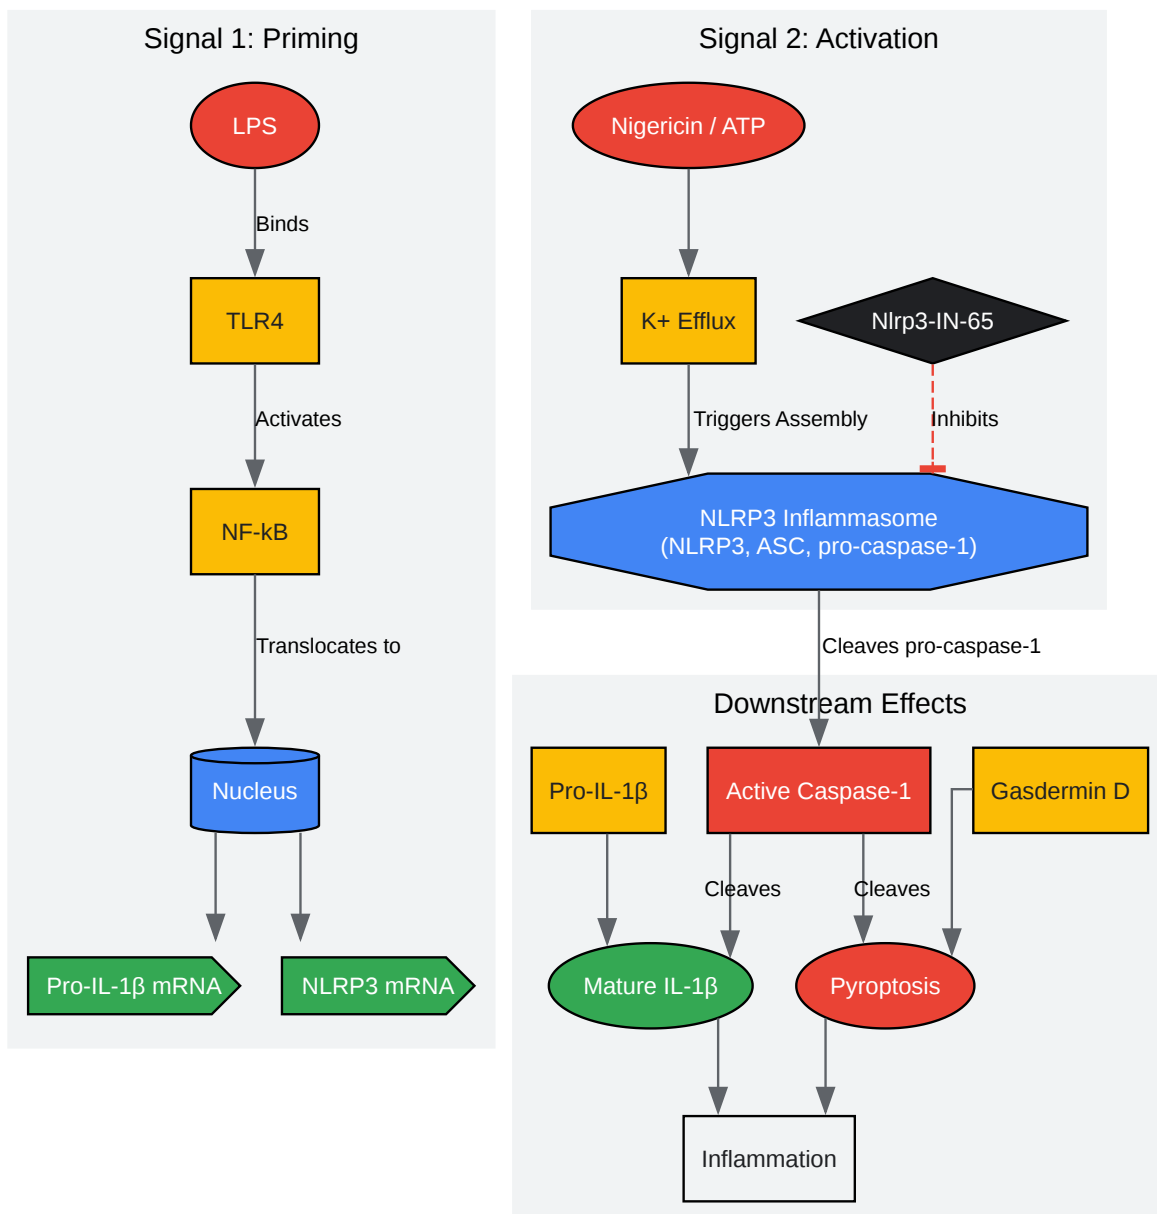 Signal 1: Priming
LPS
Binds
TLR4
Activates
NF-kB
Translocates to
Nucleus
Pro-IL-1β mRNA
NLRP3 mRNA
Signal 2: Activation
Nigericin / ATP
K+ Efflux
Nlrp3-IN-65
Triggers Assembly
Inhibits
NLRP3 Inflammasome
(NLRP3, ASC, pro-caspase-1)
Cleaves pro-caspase-1
Downstream Effects
Pro-IL-1β
Active Caspase-1
Gasdermin D
Cleaves
Cleaves
Mature IL-1β
Pyroptosis
Inflammation